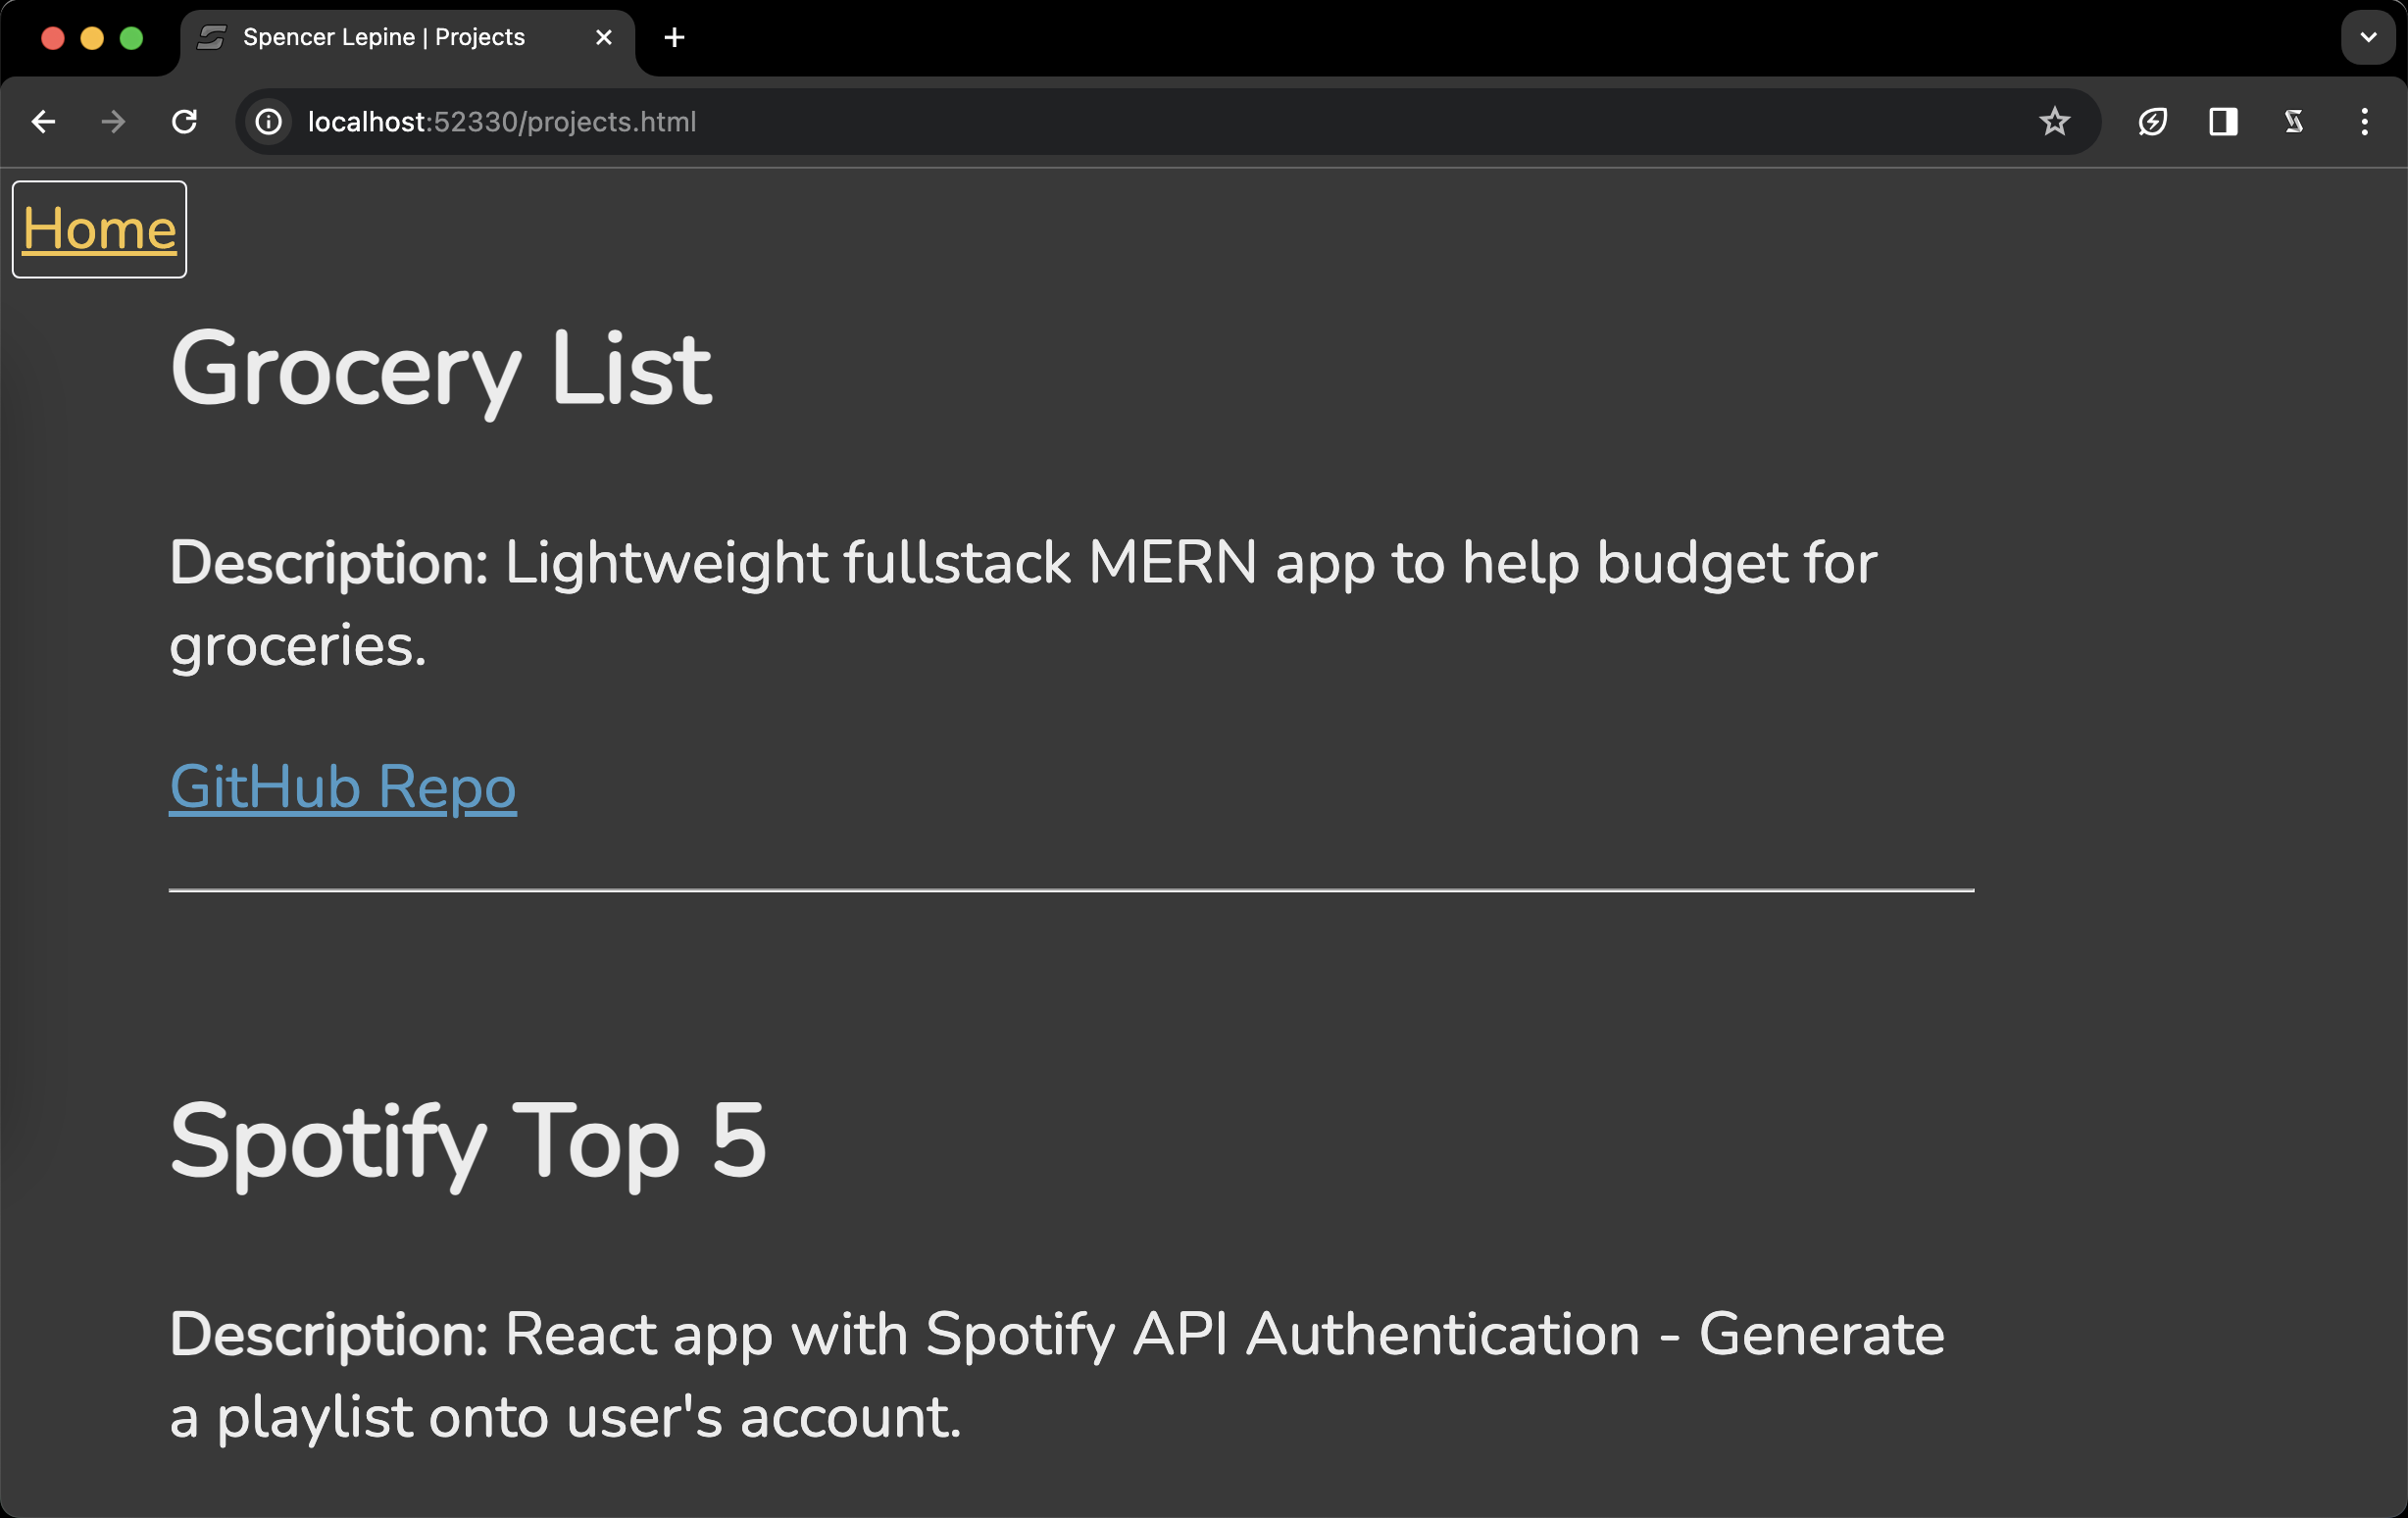 Spencer Lepine | Projects
localhost:52330/projects.html
Home
Grocery List
Description: Lightweight fullstack MERN app to help budget for
groceries.
GitHub Repo
Spotify Top 5
Description: React app with Spotify API Authentication - Generate
a playlist onto user's account.